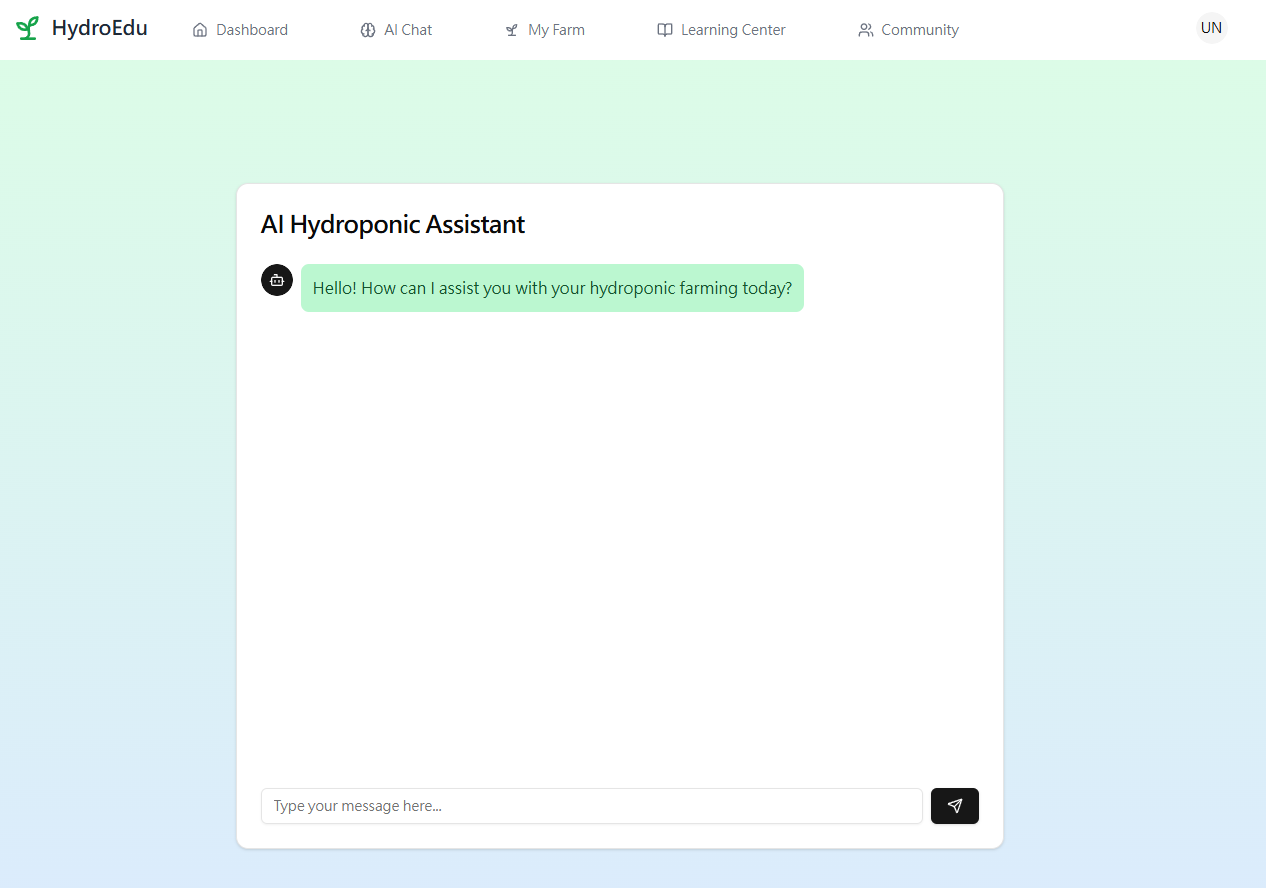 HydroEdu
Dashboard
AI Chat
My Farm
Learning Center
Community
UN
AI Hydroponic Assistant
Hello! How can I assist you with your hydroponic farming today?
Type your message here...